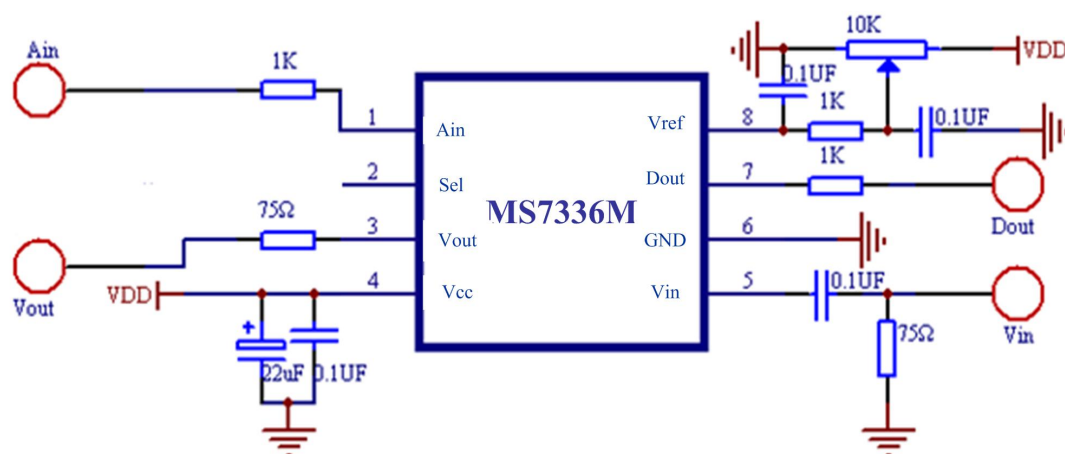 Ain
1K
10K
VDD
0.1UF
1K
0.1UF
1
Ain
Vref
8
2
Sel
Dout
7
1K
Dout
MS7336M
75Ω
3
Vout
GND
6
Vout
VDD
4
Vcc
Vin
5
0.1UF
Vin
75Ω
+
22uF
0.1UF